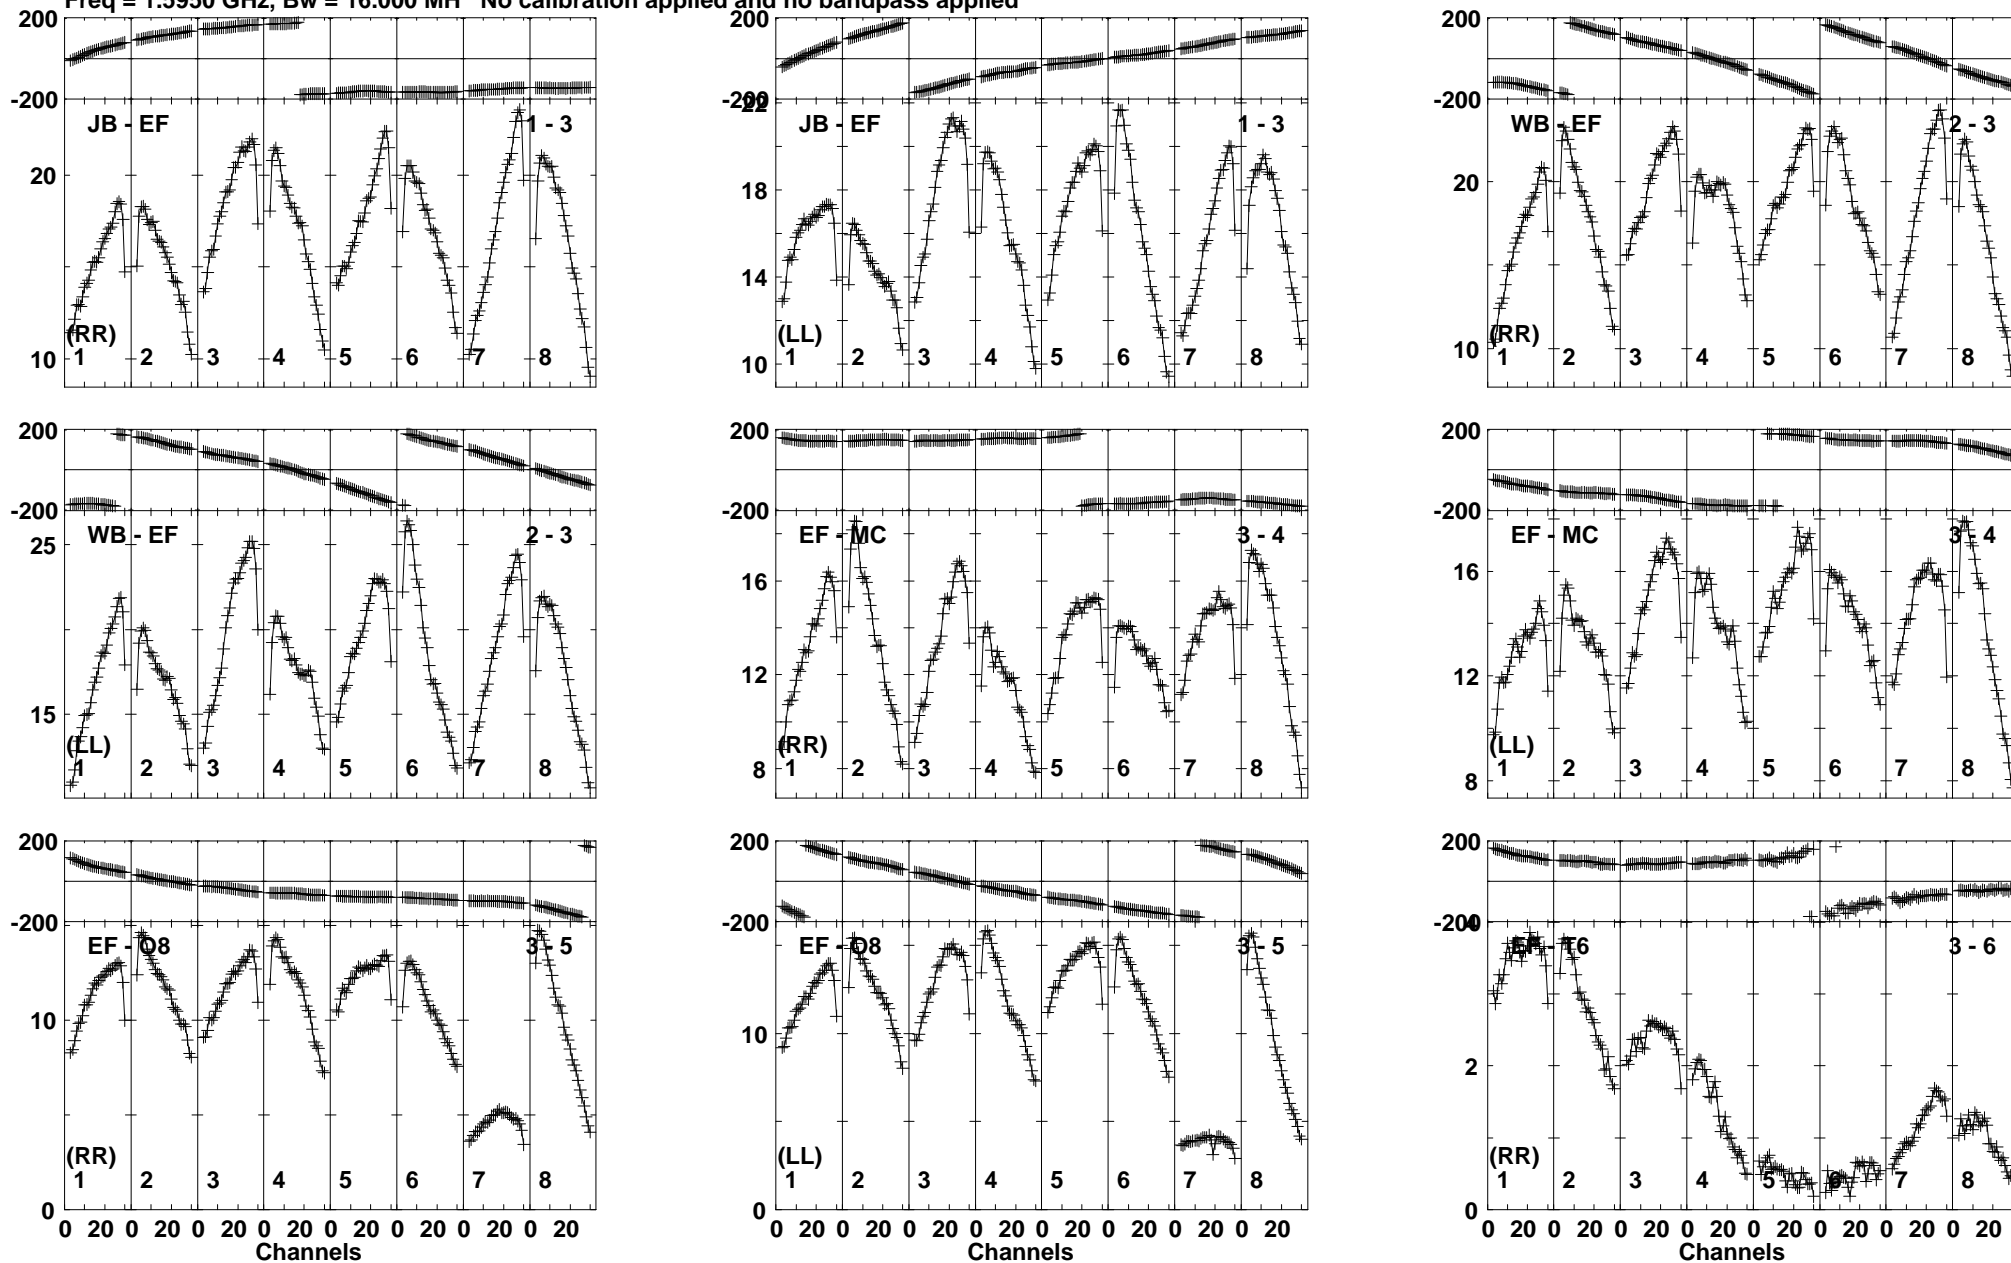 Freq = 1.5950 GHz, Bw = 16.000 MH No calibration applied and no bandpass applied
200 200 200
-200 -200 -200
22
JB - EF 1 - 3 JB - EF 1 - 3 WB - EF 2 - 3
20 18 20
14
(RR) (LL) (RR)
10 10 10
1 2 3 4 5 6 7 8 1 2 3 4 5 6 7 8 1 2 3 4 5 6 7 8
200 200 200
-200 -200 -200
WB - EF 2 - 3 EF - MC 3 - 4 EF - MC 3 - 4
25 16 16
15 12 12
(LL) (RR) (LL)
8 8
1 2 3 4 5 6 7 8 1 2 3 4 5 6 7 8 1 2 3 4 5 6 7 8
200 200 200
-200 -200 -200
4
EF - O8 3 - 5 EF - O8 3 - 5 EF - T6 3 - 6
10 10 2
(RR) (LL) (RR)
1 2 3 4 5 6 7 8 1 2 3 4 5 6 7 8 1 2 3 4 5 6 7 8
0 0 0
0 20 0 20 0 20 0 20 0 20 0 20 0 20 0 20 0 20 0 20 0 20 0 20 0 20 0 20 0 20 0 20 0 20 0 20 0 20 0 20 0 20 0 20 0 20 0 20
Channels Channels Channels